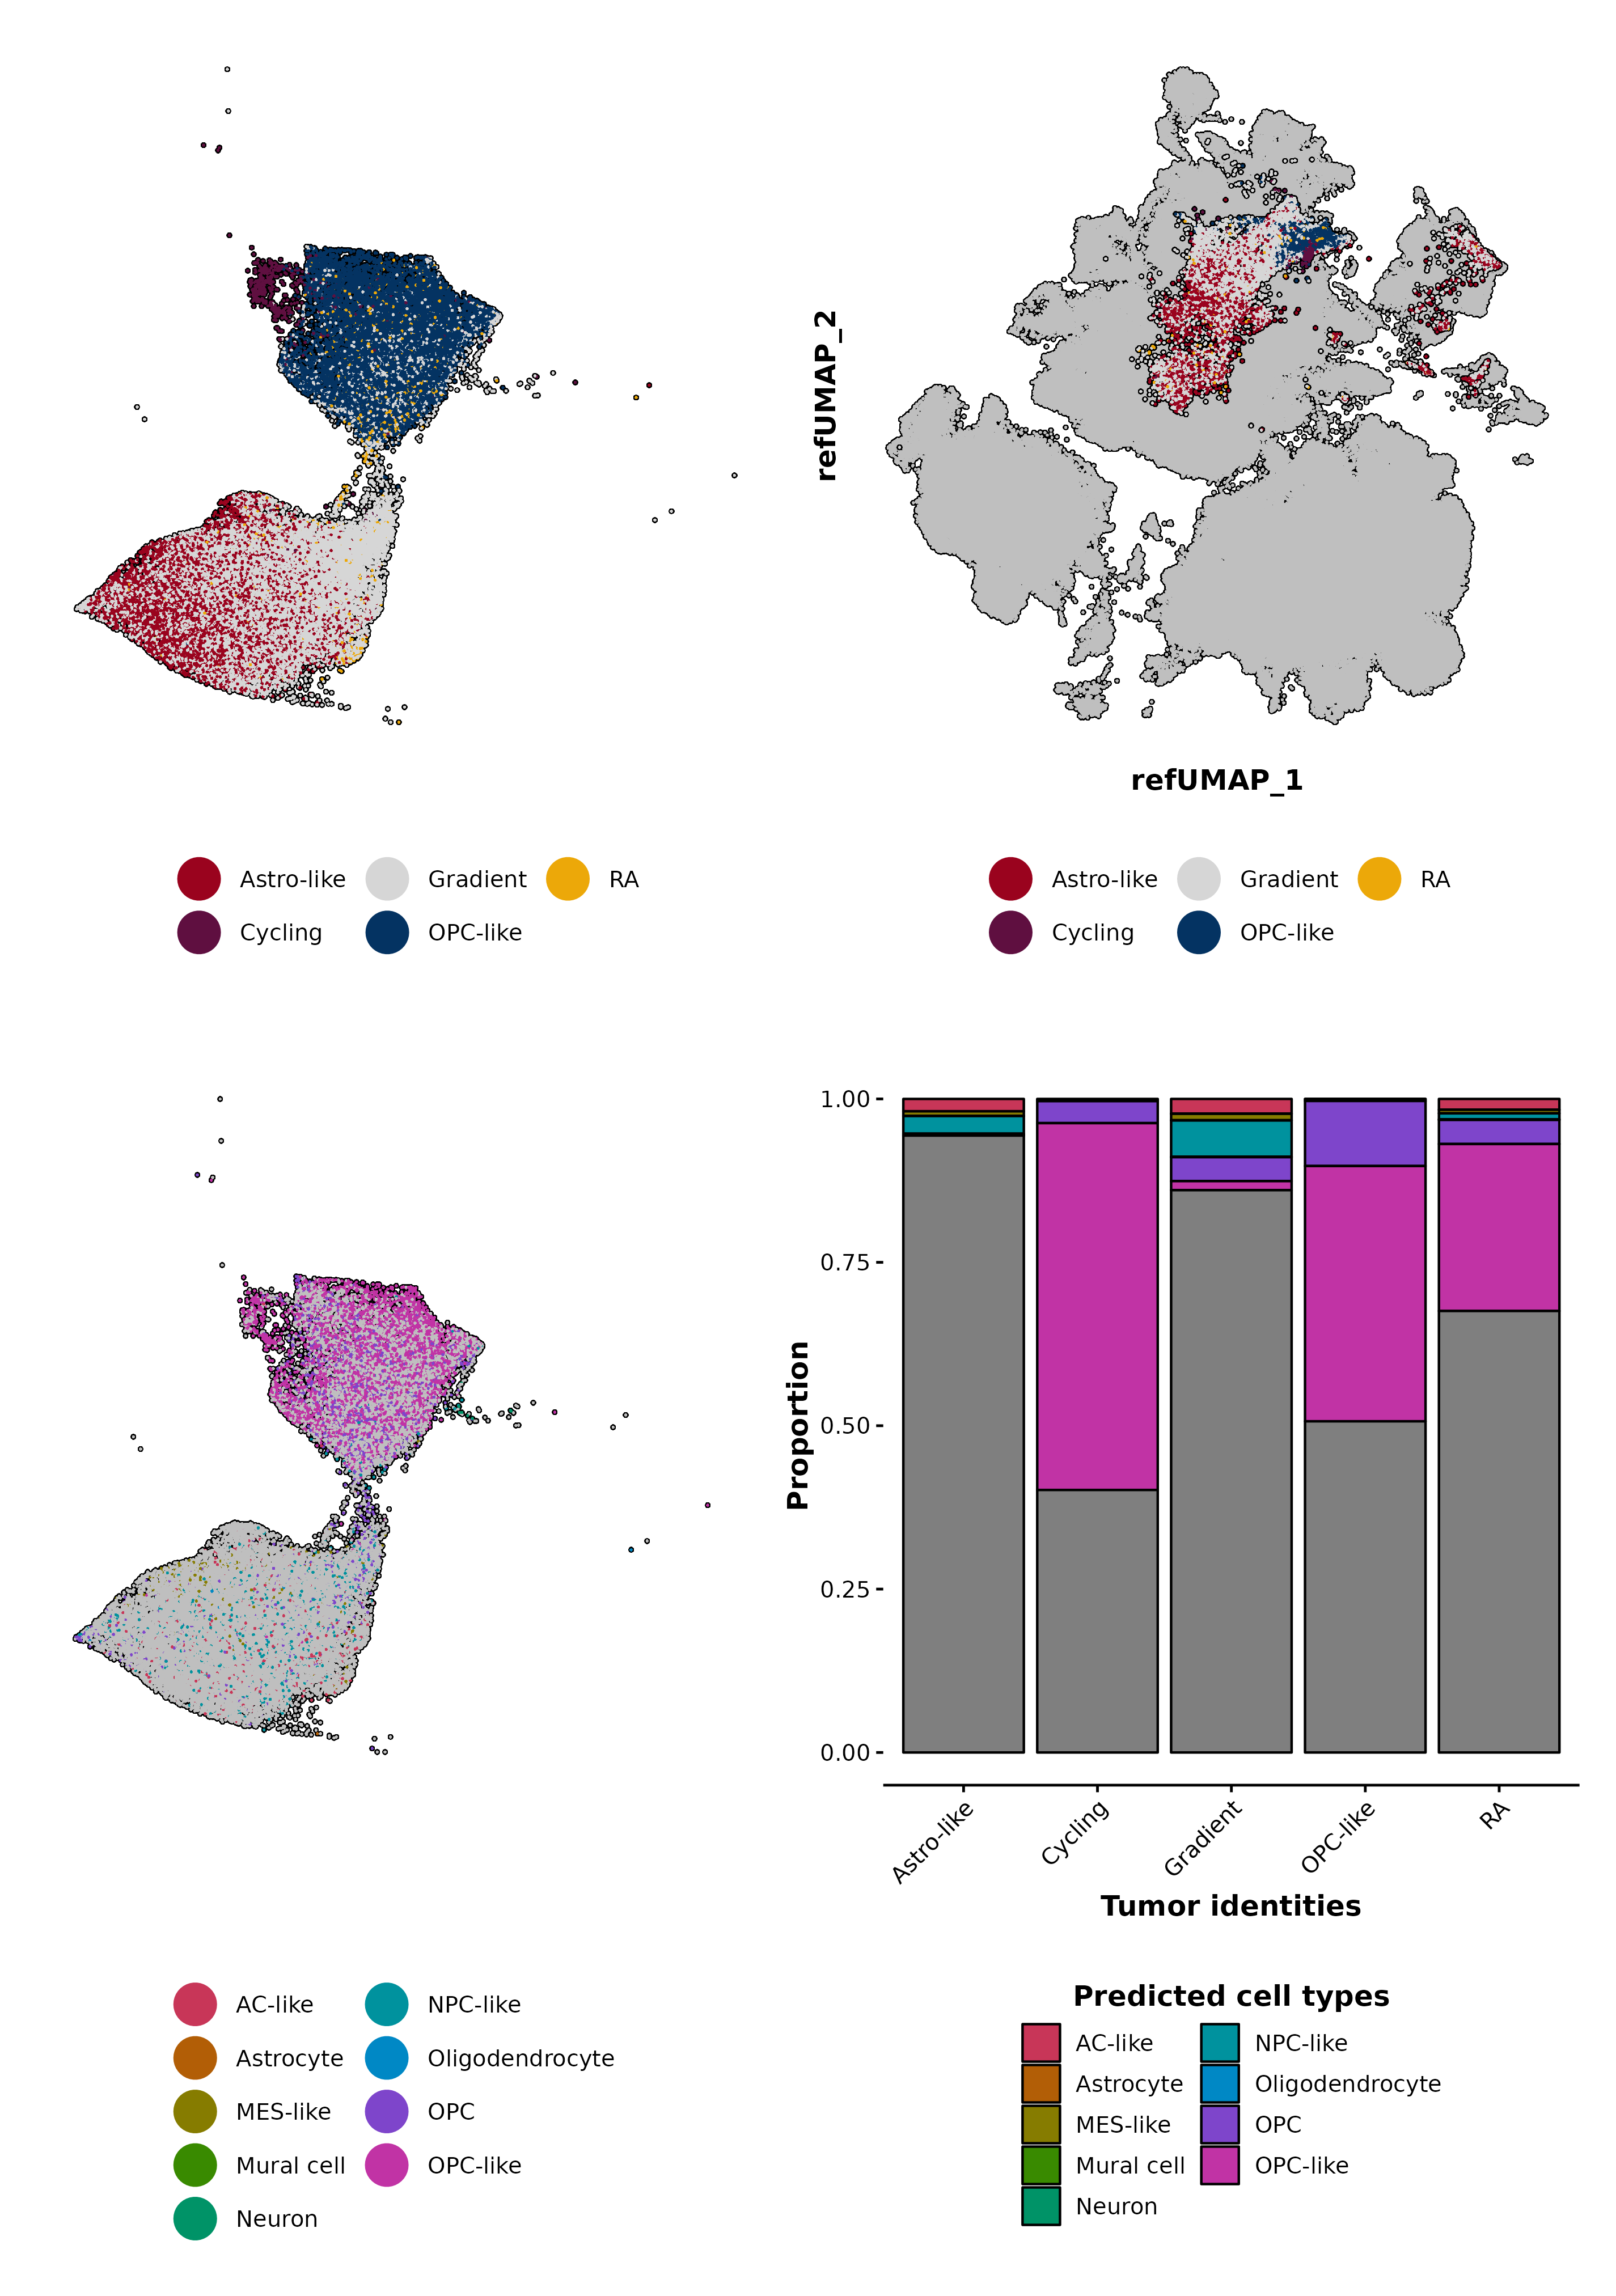 refUMAP_2
refUMAP_1
Astro-like
Gradient
RA
Cycling
OPC-like
Astro-like
Gradient
RA
Cycling
OPC-like
1.00
0.75
0.50
0.25
0.00
Proportion
Astro-like
Cycling
Gradient
OPC-like
RA
Tumor identities
AC-like
NPC-like
Astrocyte
Oligodendrocyte
MES-like
OPC
Mural cell
OPC-like
Neuron
Predicted cell types
AC-like
NPC-like
Astrocyte
Oligodendrocyte
MES-like
OPC
Mural cell
OPC-like
Neuron